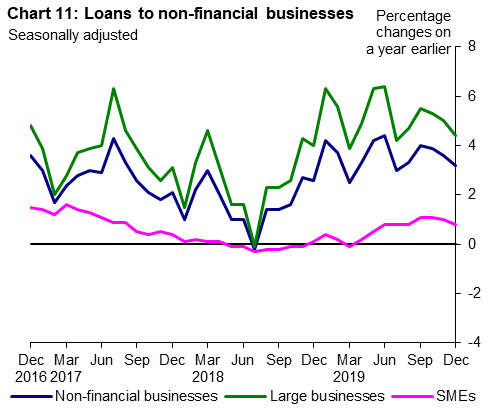 Chart 11: Loans to non-financial businesses
Seasonally adjusted
Percentage
changes on
a year earlier
8
6
4
2
0
-2
-4
Dec Mar Jun Sep Dec Mar Jun Sep Dec Mar Jun Sep Dec
2016 2017 2018 2019
Non-financial businesses Large businesses SMEs